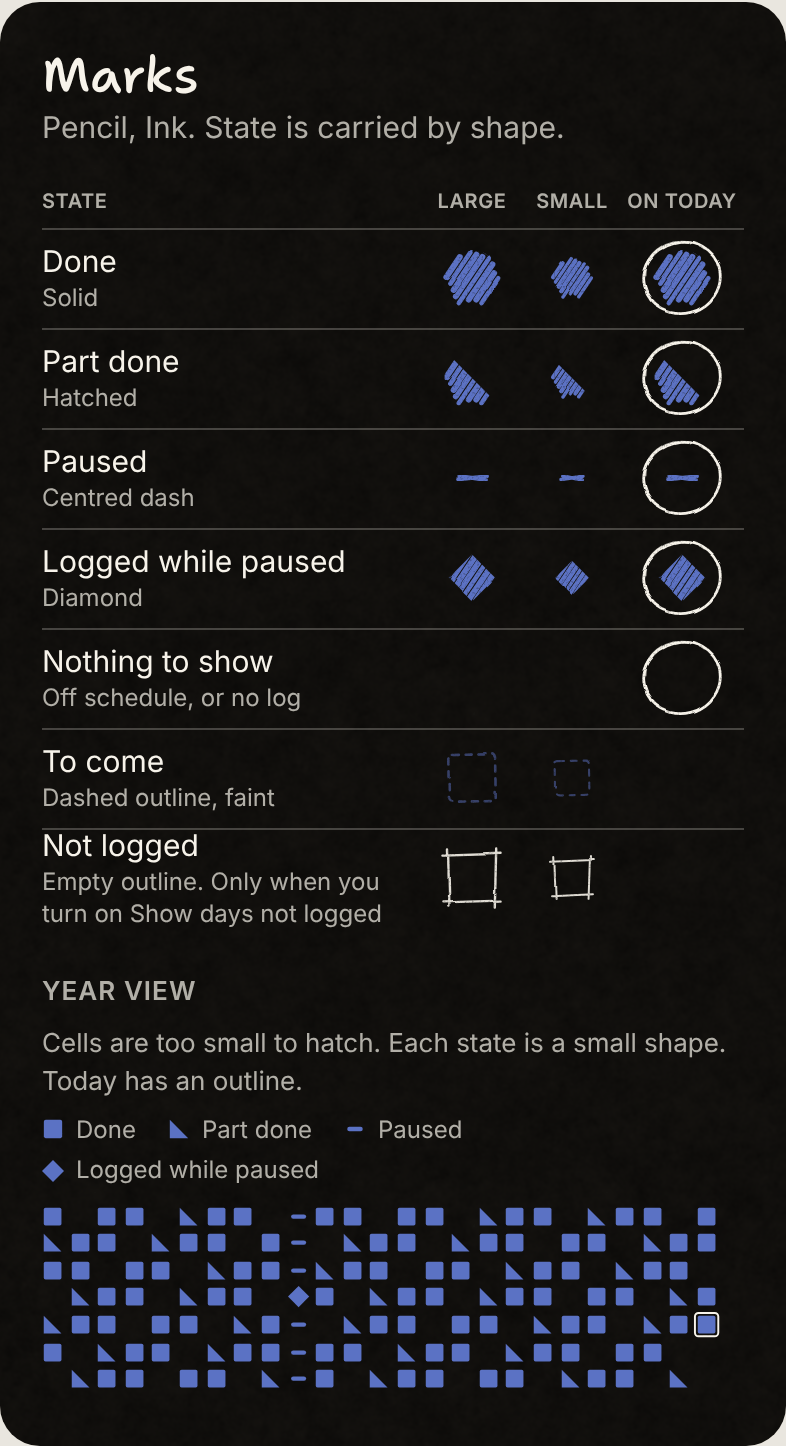 Marks
Pencil, Ink. State is carried by shape.
STATE LARGE SMALL ON TODAY
Done
Solid
Part done
Hatched
Paused
Centred dash
Logged while paused
Diamond
Nothing to show
Off schedule, or no log
To come
Dashed outline, faint
Not logged
Empty outline. Only when you
turn on Show days not logged
YEAR VIEW
Cells are too small to hatch. Each state is a small shape.
Today has an outline.
Done Part done Paused
Logged while paused